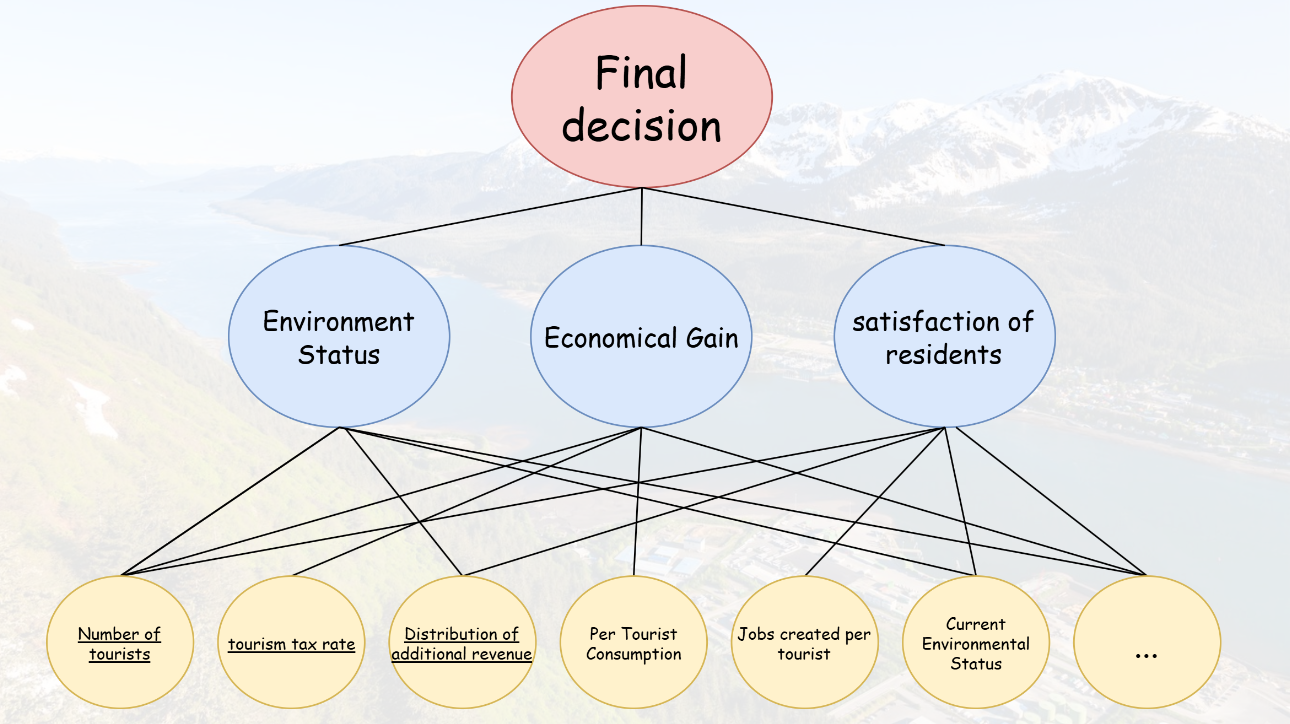 Final
decision
Environment
Status
Economical Gain
satisfaction of
residents
Number of
tourists
tourism tax rate
Distribution of
additional revenue
Per Tourist
Consumption
Jobs created per
tourist
Current
Environmental
Status
...